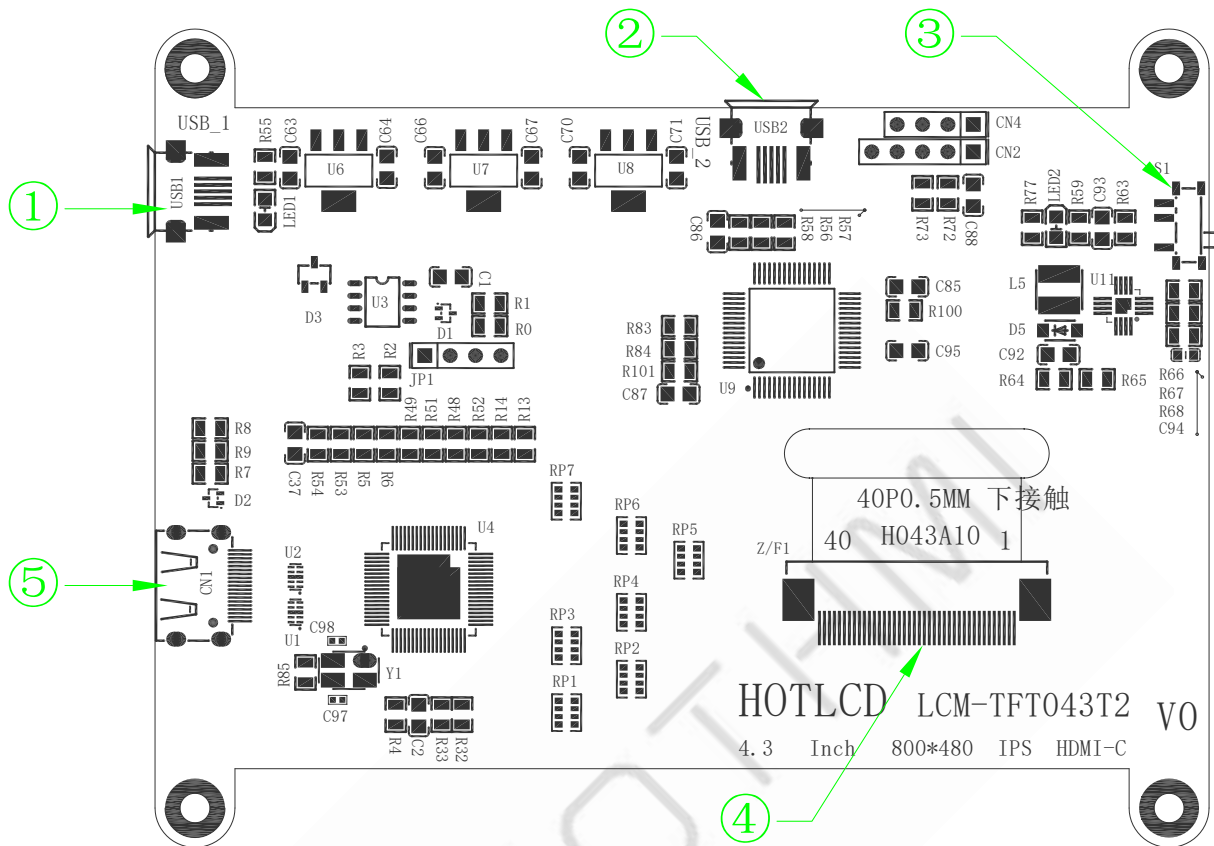 ①
②
③
④
⑤
USB_1
USB1
R55
C63
LED1
U6
C64
C66
U7
C67
C70
U8
C71
USB_2
USB2
CN4
CN2
S1
R77
LED2
R59
C93
R63
C86
R58
R56
R57
R73
R72
C88
D3
U3
C1
D1
R1
R0
R3
R2
JP1
R83
R84
R101
C87
U9
C85
R100
C95
L5
U11
D5
C92
R64
R65
R66
R67
R68
C94
R8
R9
R7
D2
R49
R51
R48
R52
R14
R13
C37
R54
R53
R5
R6
RP7
RP6
RP5
RP4
RP3
RP2
RP1
U4
U2
U1
CN1
C98
R85
Y1
C97
R4
C2
R33
R32
40P0.5MM 下接触
H043A10
40
1
Z/F1
HOTLCD LCM-TFT043T2 V0
4.3 Inch 800*480 IPS HDMI-C
HOTHMI